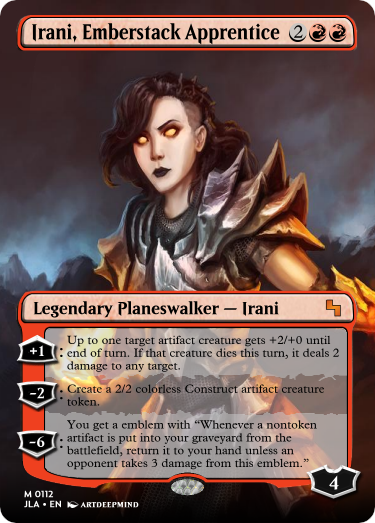 Irani, Emberstack Apprentice 2
Legendary Planeswalker — Irani
+1: Up to one target artifact creature gets +2/+0 until
end of turn. If that creature dies this turn, it deals 2
damage to any target.
-2: Create a 2/2 colorless Construct artifact creature
token.
-6: You get a emblem with “Whenever a nontoken
artifact is put into your graveyard from the
battlefield, return it to your hand unless an
opponent takes 3 damage from this emblem.”
4
M 0112
JLA • EN ARTDEEPMIND